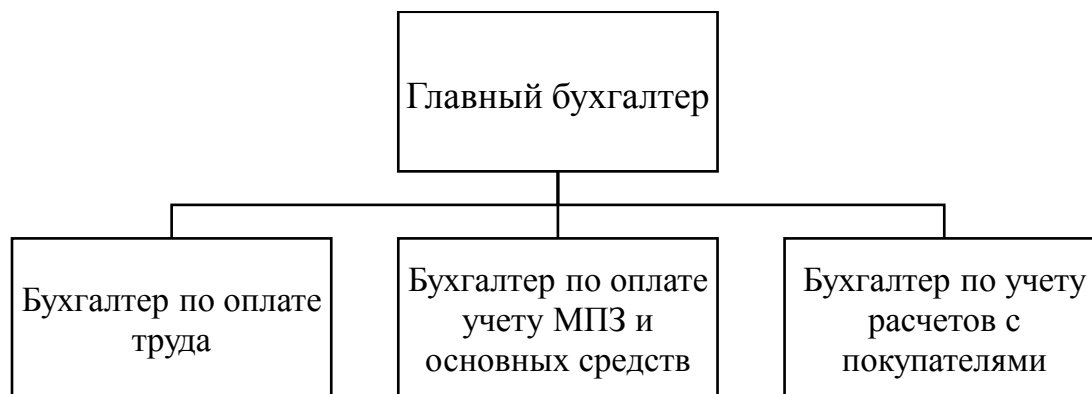 Главный бухгалтер
Бухгалтер по оплате
труда
Бухгалтер по оплате
учету МПЗ и
основных средств
Бухгалтер по учету
расчетов с
покупателями